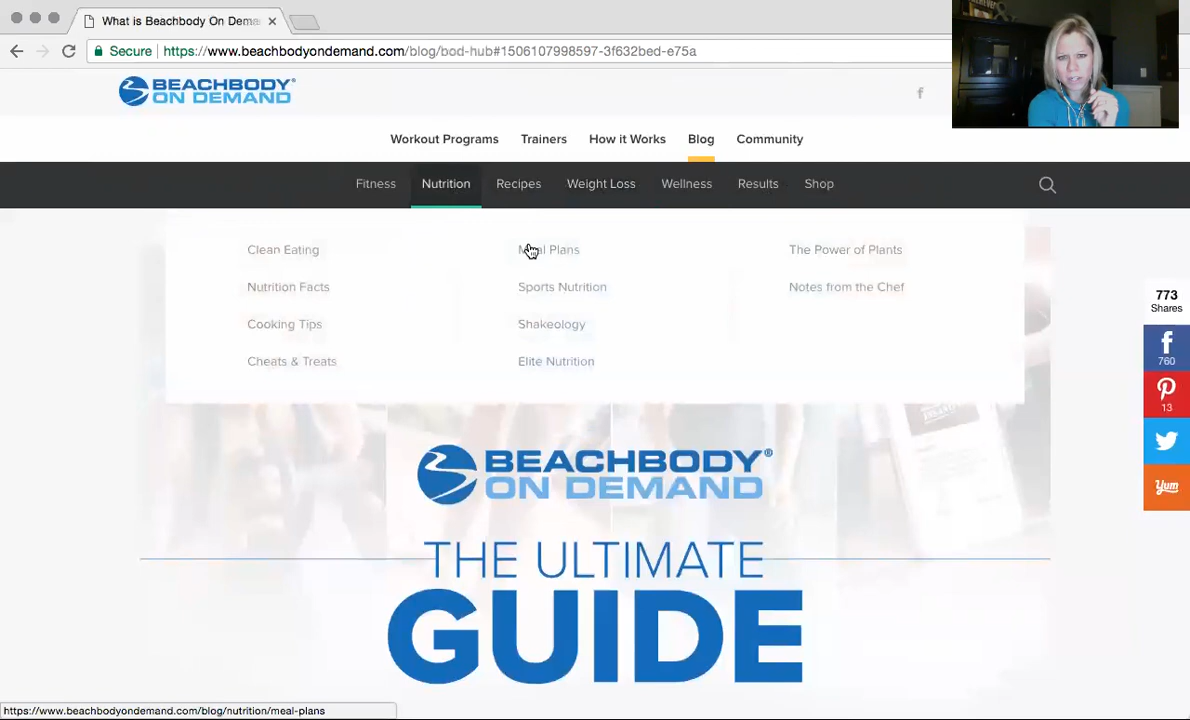 What is Beachbody On Dema
Secure https://www.beachbodyondemand.com/blog/bod-hub#1506107998597-3f632bed-e75a
BEACHBODY®
ON DEMAND
f
Workout Programs Trainers How it Works Blog Community
Fitness Nutrition Recipes Weight Loss Wellness Results Shop
Clean Eating Meal Plans The Power of Plants
Nutrition Facts Sports Nutrition Notes from the Chef
Cooking Tips Shakeology
Cheats & Treats Elite Nutrition
773
Shares
f
760
13
Yum
BEACHBODY®
ON DEMAND
THE ULTIMATE
GUIDE
https://www.beachbodyondemand.com/blog/nutrition/meal-plans